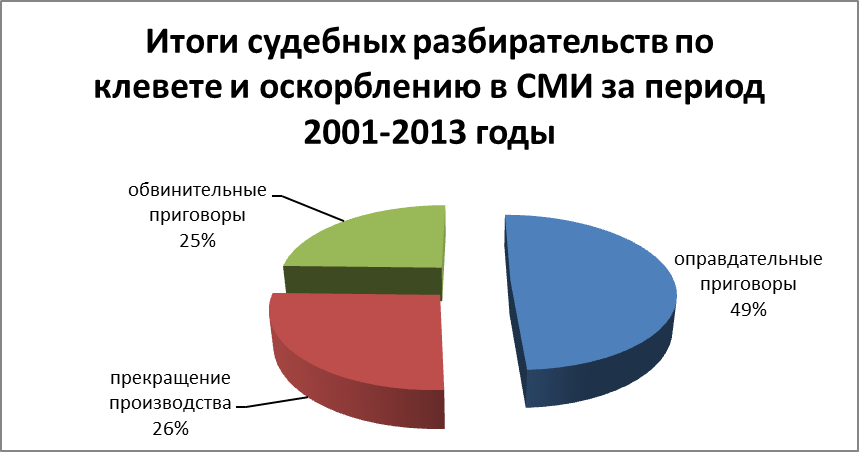 Итоги судебных разбирательств по
клевете и оскорблению в СМИ за период
2001-2013 годы
обвинительные
приговоры
25%
оправдательные
приговоры
49%
прекращение
производства
26%